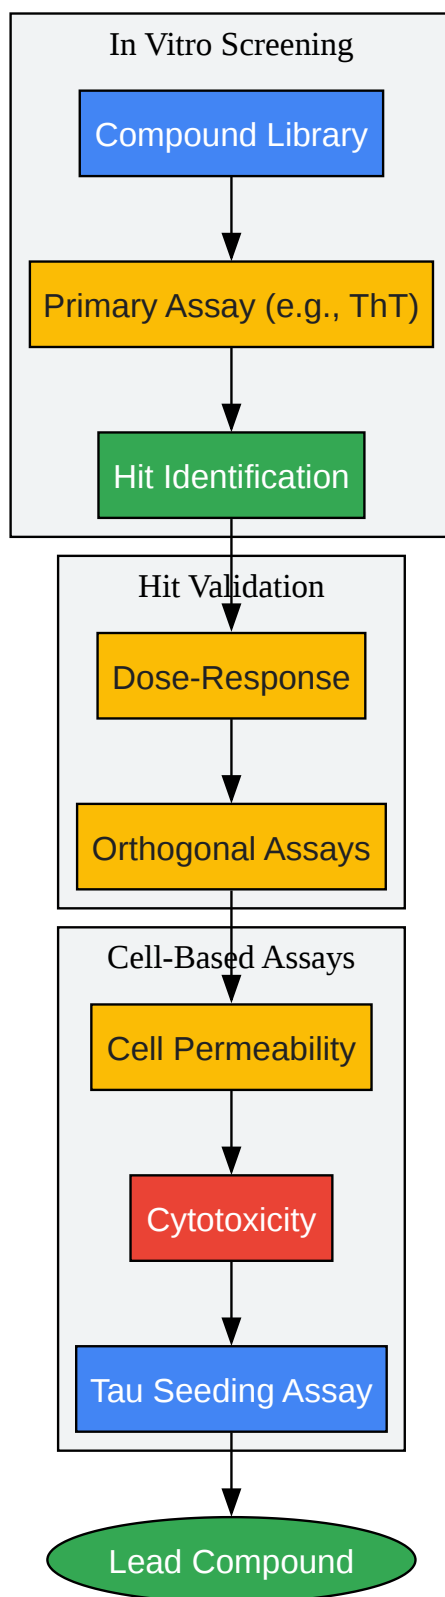 In Vitro Screening
Compound Library
Primary Assay (e.g., ThT)
Hit Identification
Hit Validation
Dose-Response
Orthogonal Assays
Cell-Based Assays
Cell Permeability
Cytotoxicity
Tau Seeding Assay
Lead Compound